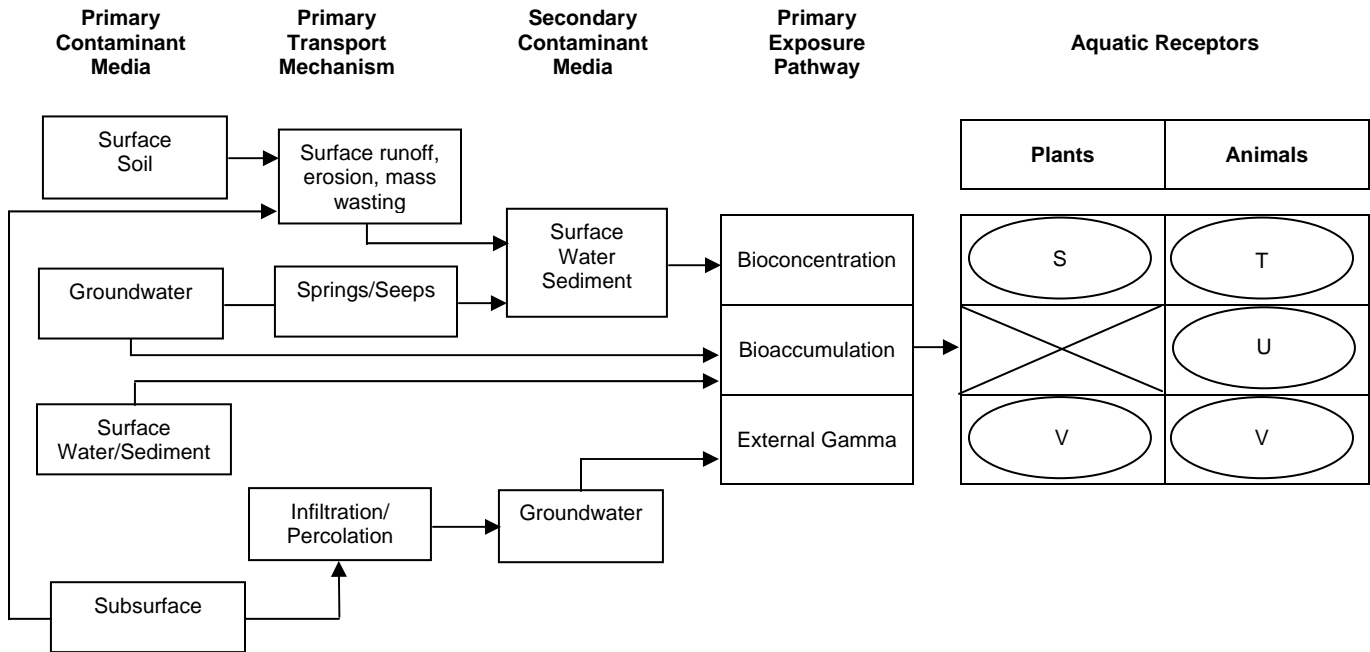 Primary
Contaminant
Media
Primary
Transport
Mechanism
Secondary
Contaminant
Media
Primary
Exposure
Pathway
Aquatic Receptors
Surface
Soil
Surface runoff,
erosion, mass
wasting
Plants
Animals
Surface
Water
Sediment
Bioconcentration
S
T
Groundwater
Springs/Seeps
Bioaccumulation
U
Surface
Water/Sediment
External Gamma
V
V
Infiltration/
Percolation
Groundwater
Subsurface